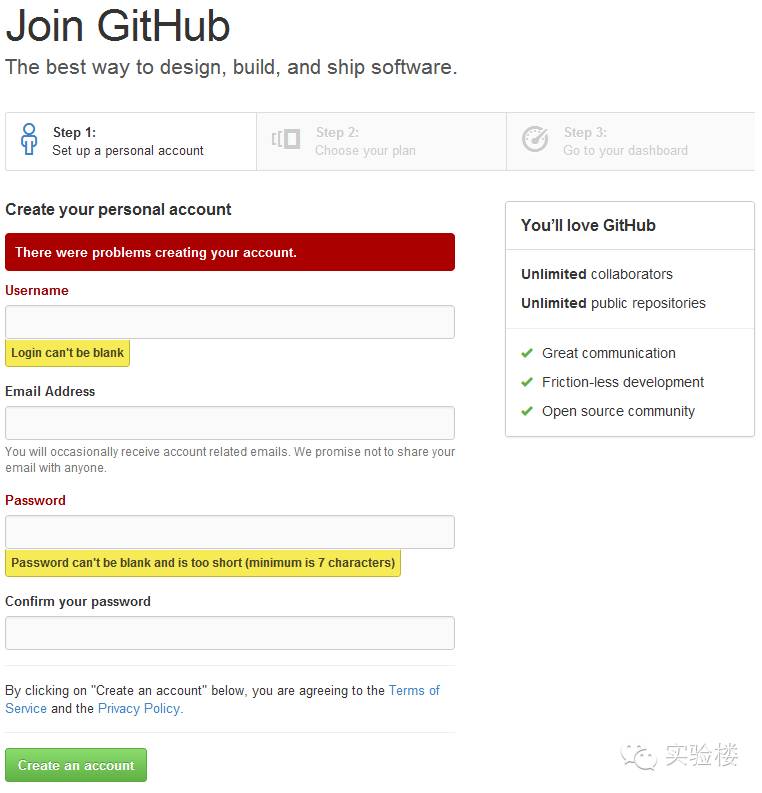 Join GitHub
The best way to design, build, and ship software.
Step 1:
Set up a personal account
Step 2:
Choose your plan
Step 3:
Go to your dashboard
Create your personal account
There were problems creating your account.
Username
Login can't be blank
Email Address
You will occasionally receive account related emails. We promise not to share your
email with anyone.
Password
Password can't be blank and is too short (minimum is 7 characters)
Confirm your password
By clicking on "Create an account" below, you are agreeing to the Terms of
Service and the Privacy Policy.
Create an account
You'll love GitHub
Unlimited collaborators
Unlimited public repositories
Great communication
Friction-less development
Open source community
实验楼